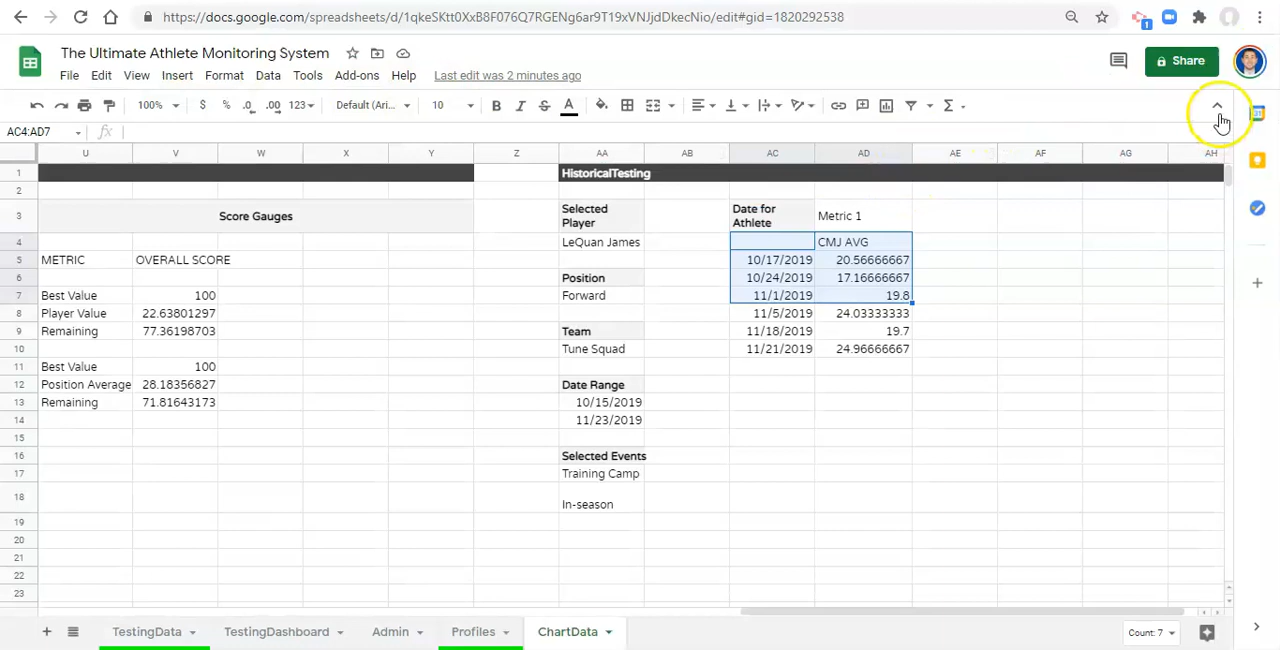 https://docs.google.com/spreadsheets/d/1qkeSKtt0XxB8F076Q7RGENg6ar9T19xVNJjdDkecNio/edit#gid=1820292538
1
The Ultimate Athlete Monitoring System
File Edit View Insert Format Data Tools Add-ons Help Last edit was 2 minutes ago
Share
100% $ % .0 .00 123 Default (Ari... 10 B I S A Σ
31
AC4:AD7 fx
U V W X Y Z AA AB AC AD AE AF AG AH
1 HistoricalTesting
2
3 Score Gauges Selected Player Date for Athlete Metric 1
4 LeQuan James CMJ AVG
5 METRIC OVERALL SCORE 10/17/2019 20.56666667
6 Position 10/24/2019 17.16666667
7 Best Value 100 Forward 11/1/2019 19.8
8 Player Value 22.63801297 11/5/2019 24.03333333
9 Remaining 77.36198703 Team 11/18/2019 19.7
10 Tune Squad 11/21/2019 24.96666667
11 Best Value 100
12 Position Average 28.18356827 Date Range
13 Remaining 71.81643173 10/15/2019
14 11/23/2019
15
16 Selected Events
17 Training Camp
18 In-season
19
20
21
22
23
+ TestingData TestingDashboard Admin Profiles ChartData Count: 7